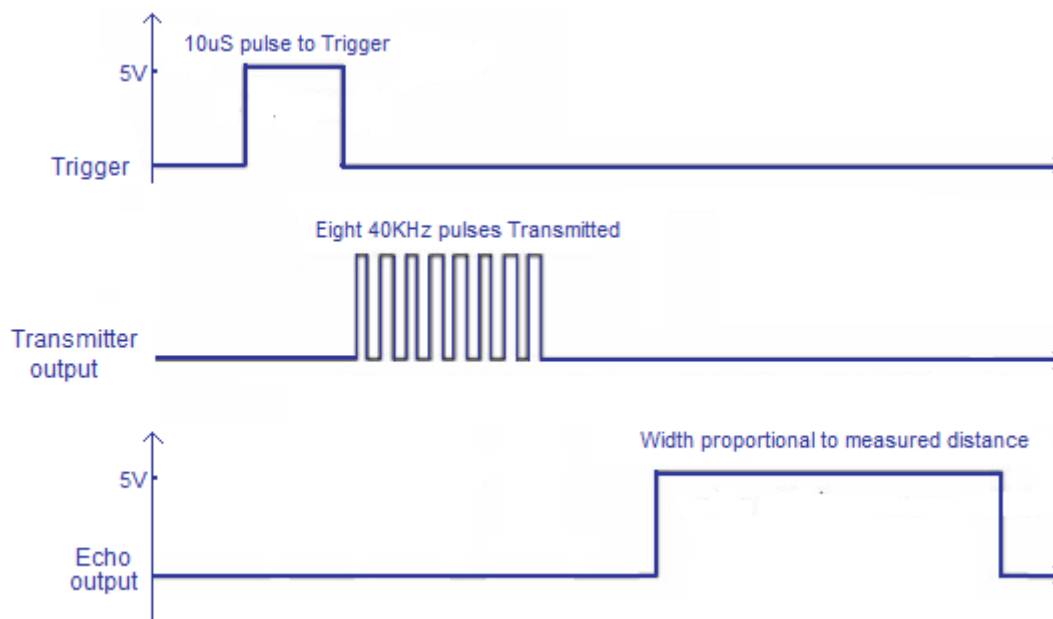 10uS pulse to Trigger
5V
Trigger
Eight 40KHz pulses Transmitted
Transmitter
output
Width proportional to measured distance
5V
Echo
output